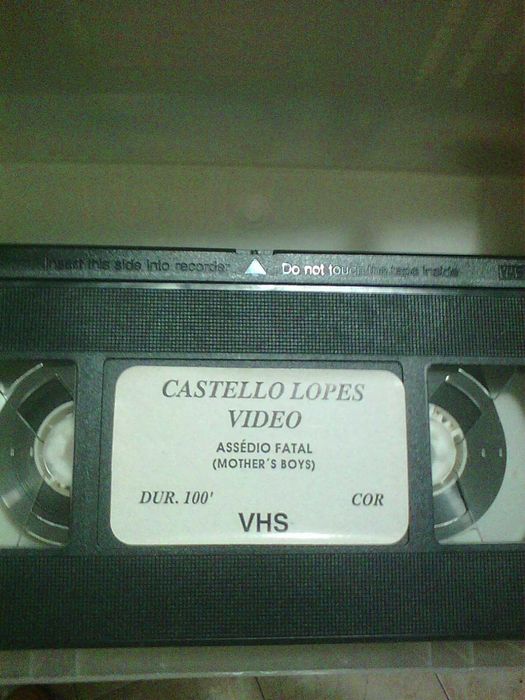 Insert this side into recorder Do not touch the tape inside VHS
CASTELLO LOPES
VIDEO
ASSÉDIO FATAL
(MOTHER´S BOYS)
DUR. 100' COR
VHS